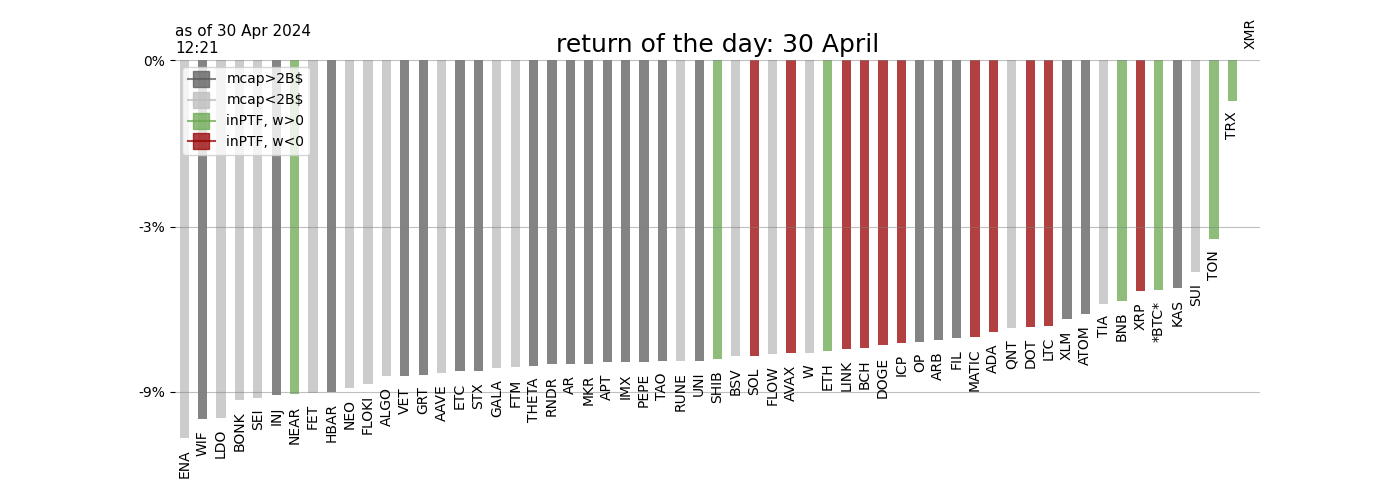 as of 30 Apr 2024
12:21
return of the day: 30 April
XMR
0%
mcap>2B$
mcap<2B$
inPTF, w>0
inPTF, w<0
-3%
-9%
ENA
WIF
LDO
BONK
SEI
INJ
NEAR
FET
HBAR
NEO
FLOKI
ALGO
VET
GRT
AAVE
ETC
STX
GALA
FTM
THETA
RNDR
AR
MKR
APT
IMX
PEPE
TAO
RUNE
UNI
SHIB
BSV
SOL
FLOW
AVAX
W
ETH
LINK
BCH
DOGE
ICP
OP
ARB
FIL
MATIC
ADA
QNT
DOT
LTC
XLM
ATOM
TIA
BNB
XRP
*BTC*
KAS
SUI
TON
TRX